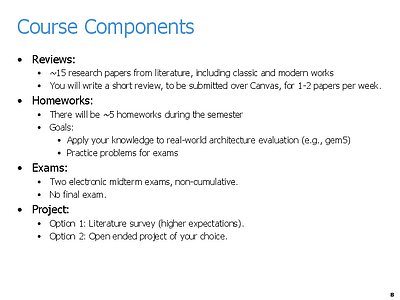 Course Components
• Reviews:
• ~15 research papers from literature, including classic and modern works
• You will write a short review, to be submitted over Canvas, for 1-2 papers per week.
• Homeworks:
• There will be ~5 homeworks during the semester
• Goals:
• Apply your knowledge to real-world architecture evaluation (e.g., gem5)
• Practice problems for exams
• Exams:
• Two electronic midterm exams, non-cumulative.
• No final exam.
• Project:
• Option 1: Literature survey (higher expectations).
• Option 2: Open ended project of your choice.
8